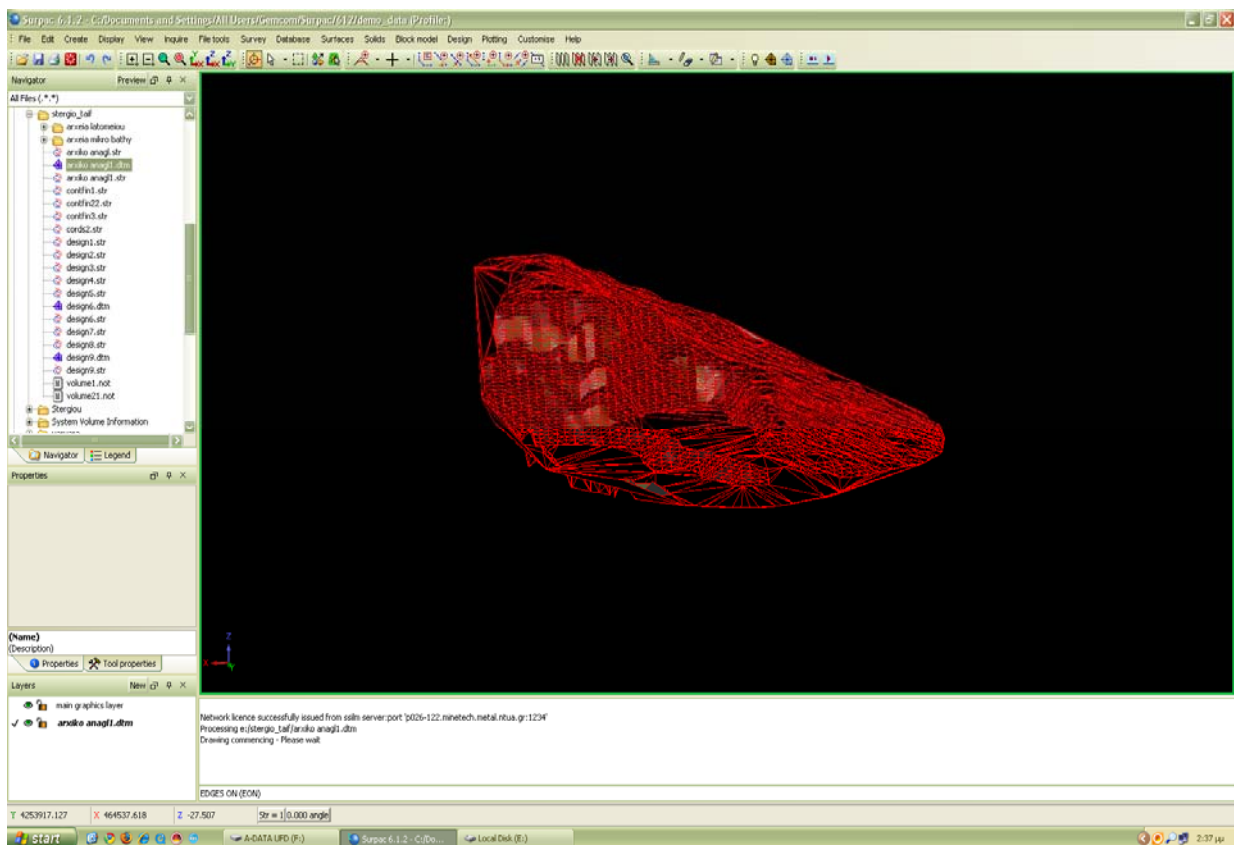 Surpac 6.1.2 - C:/Documents and Settings/All Users/Gemcom/Surpac/612/demo_data (Profile:)
File Edit Create Display View Inquire File tools Survey Database Surfaces Solids Block model Design Plotting Customise Help
Navigator Preview
All Files (*.*)
stergio_taif
arxeia latomeiou
arxeia mikro bathy
arxiko anagl.str
arxiko anagl1.dtm
arxiko anagl1.str
contfin1.str
contfin22.str
contfin3.str
cords2.str
design1.str
design2.str
design3.str
design4.str
design5.str
design6.dtm
design6.str
design7.str
design8.str
design9.dtm
design9.str
volume1.not
volume21.not
Stergiou
System Volume Information
Navigator Legend
Properties
(Name)
(Description)
Properties Tool properties
Layers New
main graphics layer
arxiko anagl1.dtm
Z
X
Y
Network licence successfully issued from sslm server:port 'p026-122.minetech.metal.ntua.gr:1234'
Processing e:/stergio_taif/arxiko anagl1.dtm
Drawing commencing - Please wait
EDGES ON (EON)
Y 4253917.127 X 464537.618 Z -27.507 Str = 1 0.000 angle
start A-DATA UFD (F:) Surpac 6.1.2 - C:/Do... Local Disk (E:) 2:37 μμ